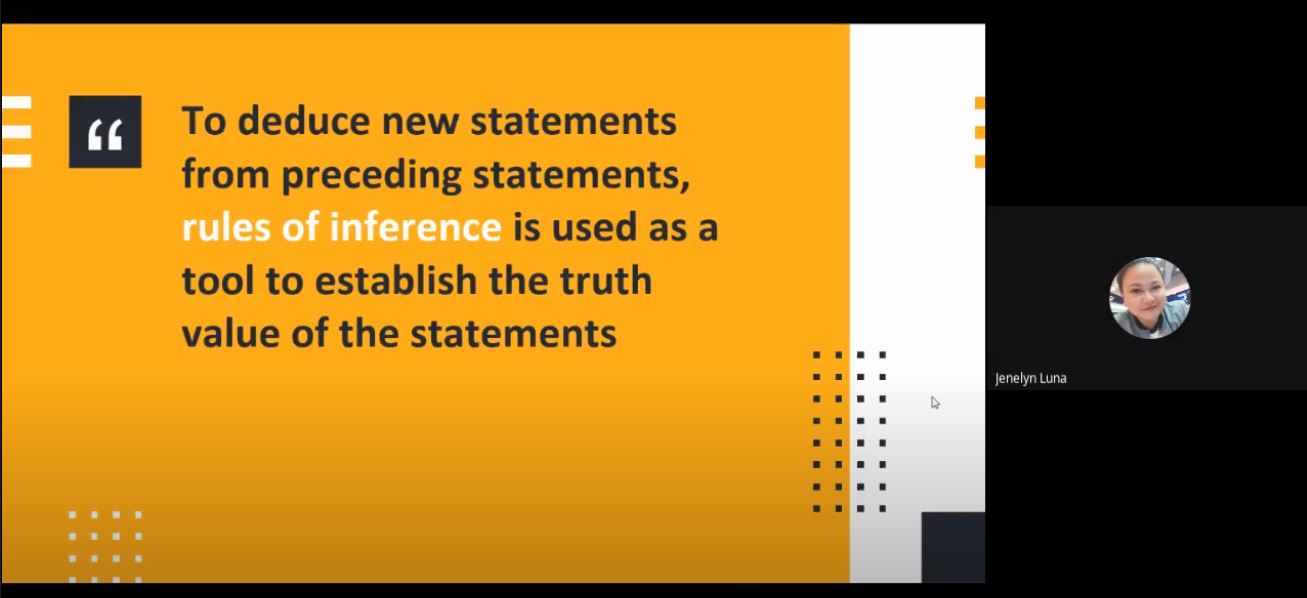 “
To deduce new statements
from preceding statements,
rules of inference is used as a
tool to establish the truth
value of the statements
Jenelyn Luna